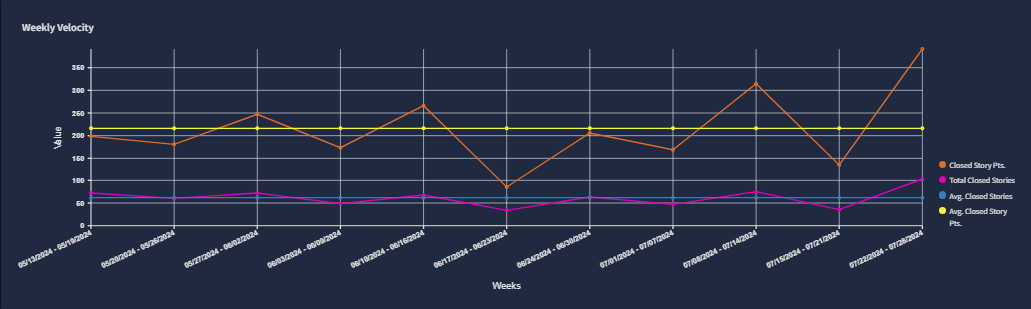 Weekly Velocity
350
300
250
200
150
100
50
0
Value
05/13/2024 - 05/19/2024
05/20/2024 - 05/26/2024
05/27/2024 - 06/02/2024
06/03/2024 - 06/09/2024
06/10/2024 - 06/16/2024
06/17/2024 - 06/23/2024
06/24/2024 - 06/30/2024
07/01/2024 - 07/07/2024
07/08/2024 - 07/14/2024
07/15/2024 - 07/21/2024
07/22/2024 - 07/28/2024
Weeks
Closed Story Pts.
Total Closed Stories
Avg. Closed Stories
Avg. Closed Story
Pts.